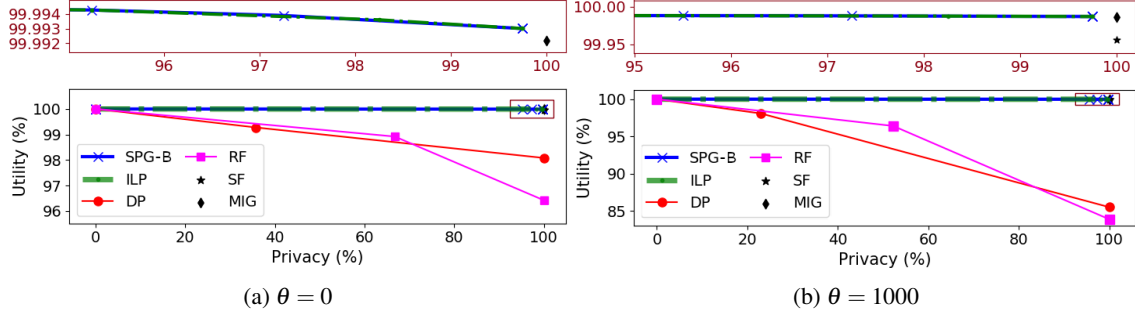 99.994
99.993
99.992
96 97 98 99 100
100
99
98
97
96
Utility (%)
SPG-B
ILP
DP
RF
SF
MIG
0 20 40 60 80 100
Privacy (%)
(a) θ = 0
100.00
99.95
95 96 97 98 99 100
100
95
90
85
Utility (%)
SPG-B
ILP
DP
RF
SF
MIG
0 20 40 60 80 100
Privacy (%)
(b) θ = 1000